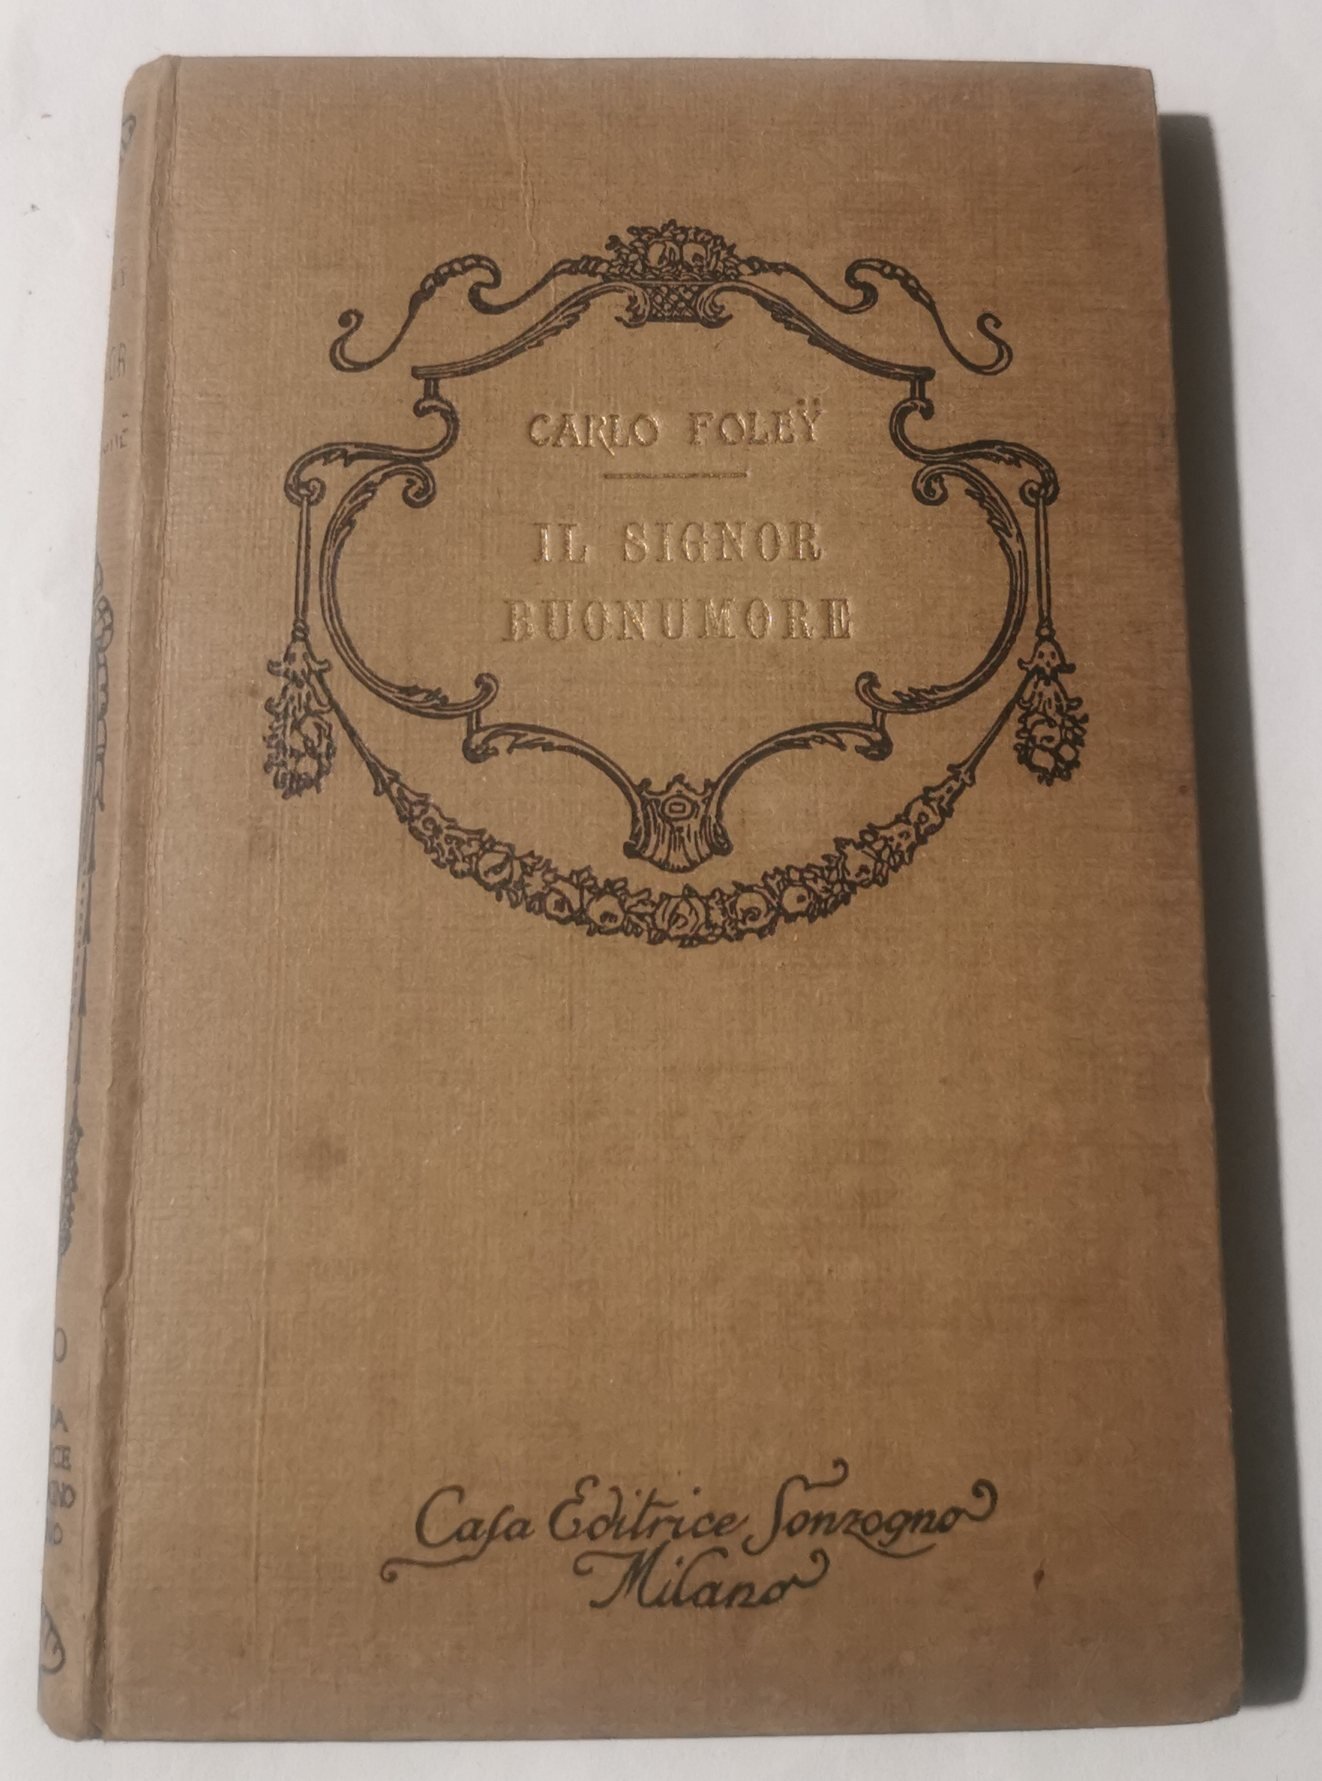 CARLO FOLEŸ
IL SIGNOR
BUONUMORE
Casa Editrice Sonzogno
Milano